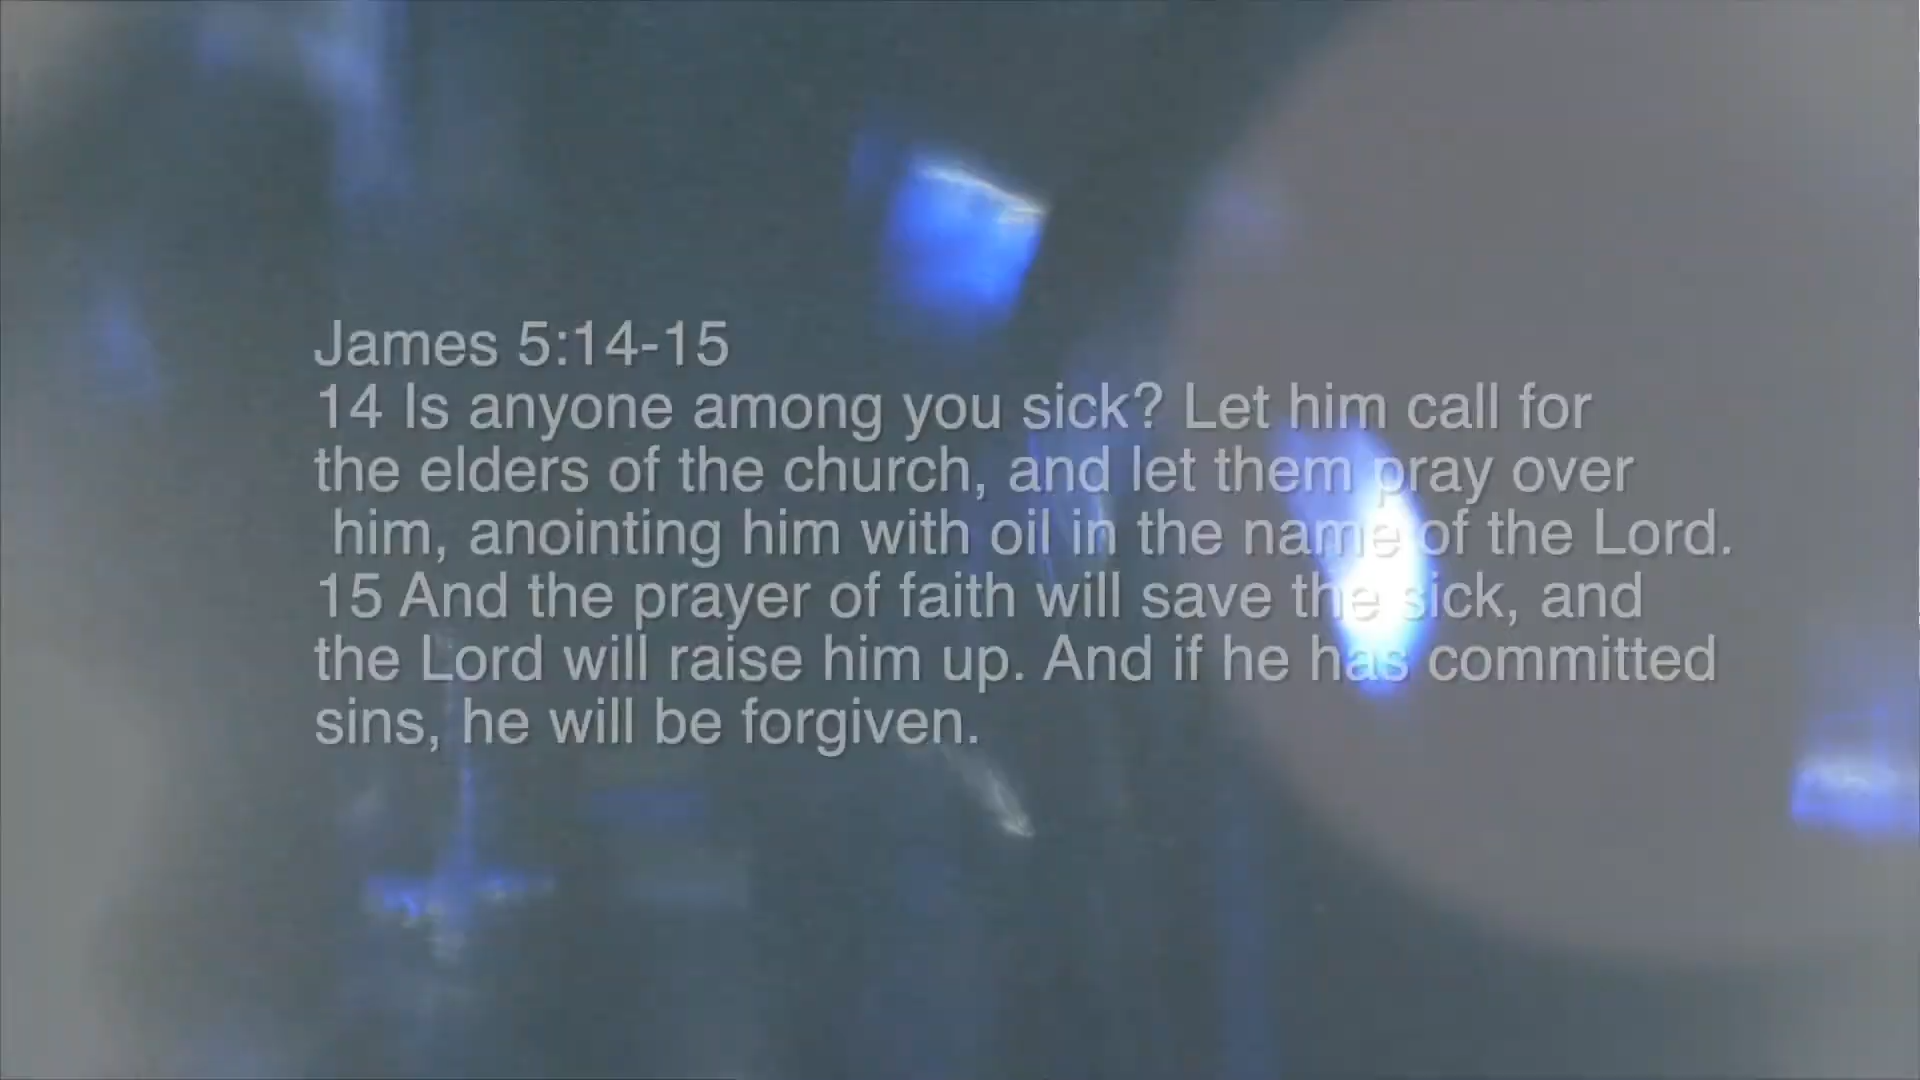 James 5:14-15
14 Is anyone among you sick? Let him call for
the elders of the church, and let them pray over
him, anointing him with oil in the name of the Lord.
15 And the prayer of faith will save the sick, and
the Lord will raise him up. And if he has committed
sins, he will be forgiven.